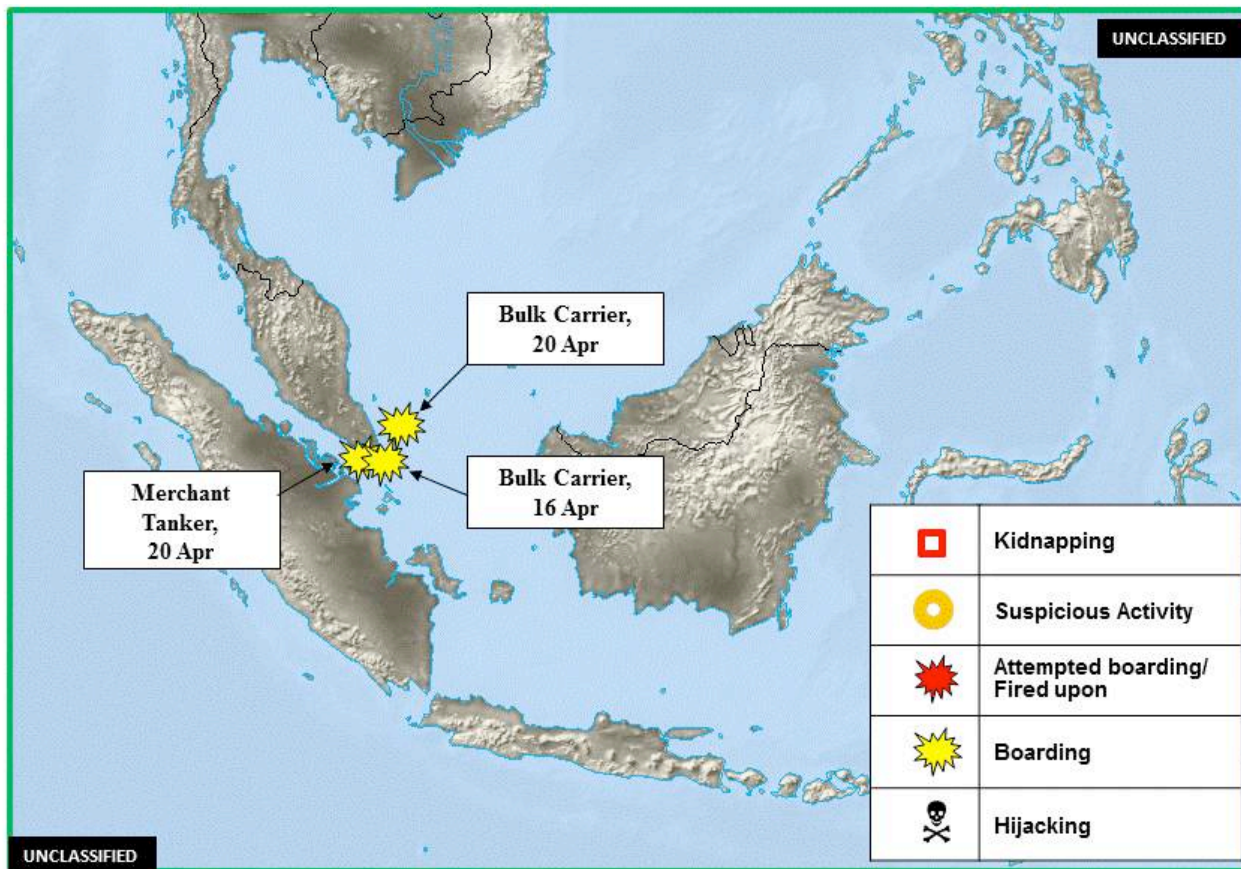 UNCLASSIFIED
Bulk Carrier,
20 Apr
Merchant
Tanker,
20 Apr
Bulk Carrier,
16 Apr
Kidnapping
Suspicious Activity
Attempted boarding/
Fired upon
Boarding
Hijacking
UNCLASSIFIED